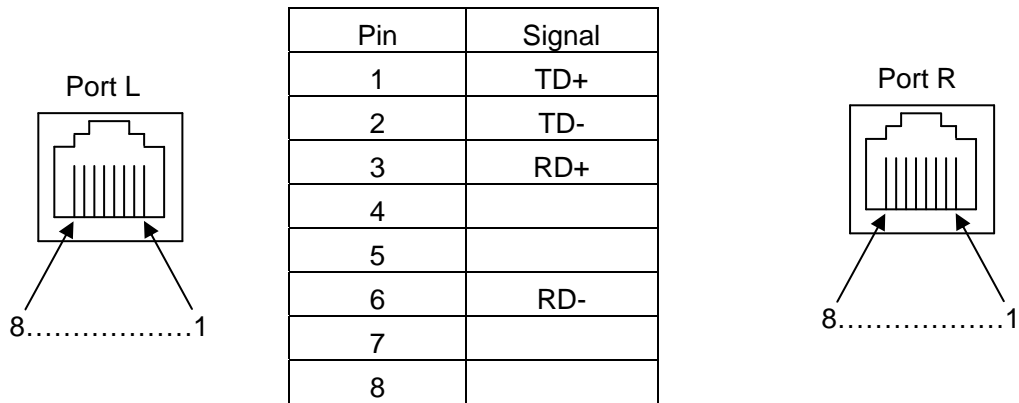 Port L
8………………1
Pin Signal
1 TD+
2 TD-
3 RD+
4
5
6 RD-
7
8
Port R
8………………1